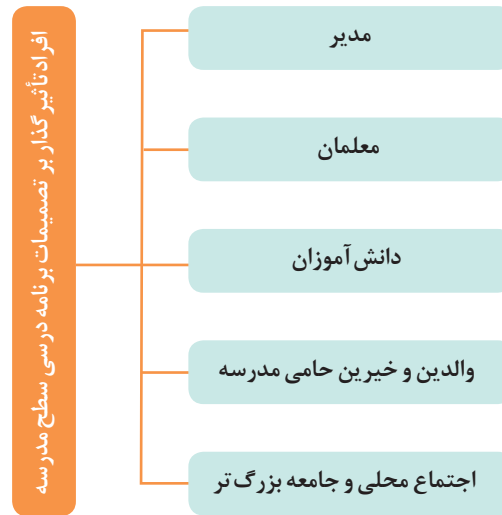 افراد تأثیرگذار بر تصمیمات برنامه درسی سطح مدرسه
مدیر
معلمان
دانش‌آموزان
والدین و خیرین حامی مدرسه
اجتماع محلی و جامعه بزرگ‌تر